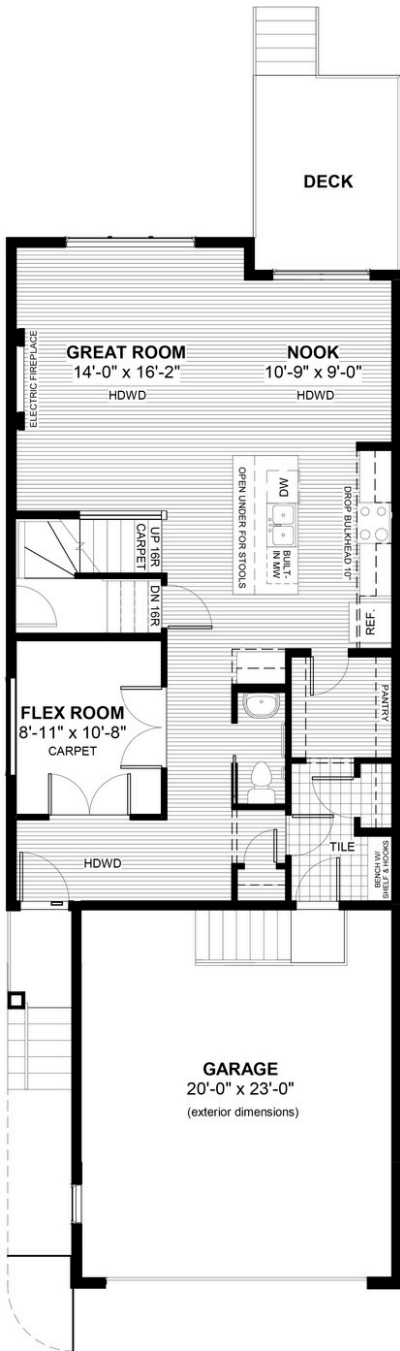 DECK
GREAT ROOM
14'-0" x 16'-2"
HDWD
NOOK
10'-9" x 9'-0"
HDWD
ELECTRIC FIREPLACE
OPEN UNDER FOR STOOLS
DW
BUILT-
IN MW
DROP BULKHEAD 10"
REF.
UP 16R
CARPET
DN 16R
FLEX ROOM
8'-11" x 10'-8"
CARPET
PANTRY
HDWD
TILE
BENCH W/
SHELF & HOOKS
GARAGE
20'-0" x 23'-0"
(exterior dimensions)